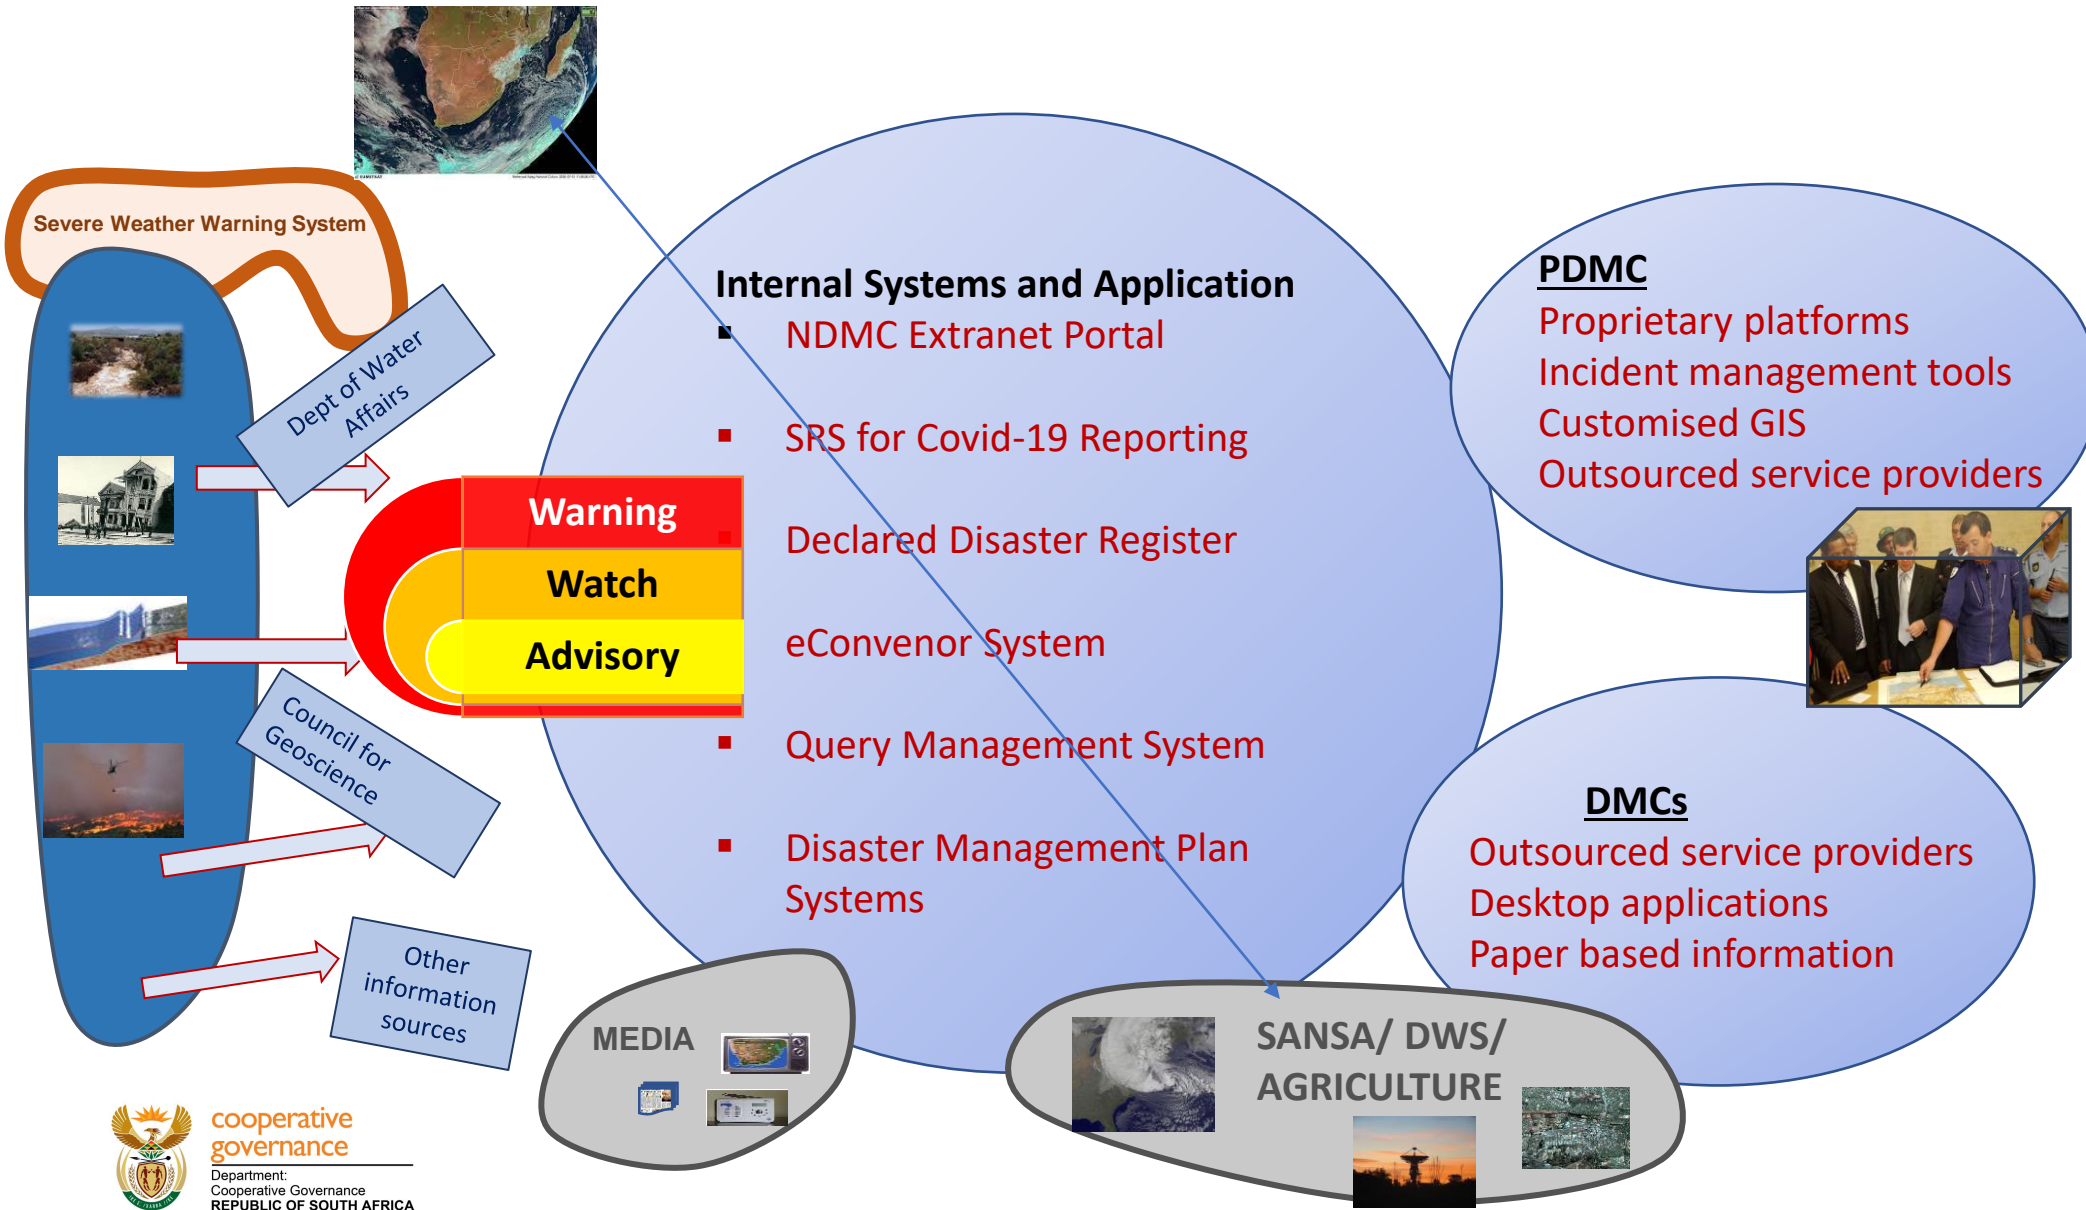 Severe Weather Warning System
Dept of Water
Affairs
Council for
Geoscience
Other
information
sources
Warning
Watch
Advisory
Internal Systems and Application
▪ NDMC Extranet Portal
▪ SRS for Covid-19 Reporting
▪ Declared Disaster Register
eConvenor System
▪ Query Management System
▪ Disaster Management Plan
Systems
PDMC
Proprietary platforms
Incident management tools
Customised GIS
Outsourced service providers
DMCs
Outsourced service providers
Desktop applications
Paper based information
MEDIA
SANSA/ DWS/
AGRICULTURE
cooperative
governance
Department:
Cooperative Governance
REPUBLIC OF SOUTH AFRICA